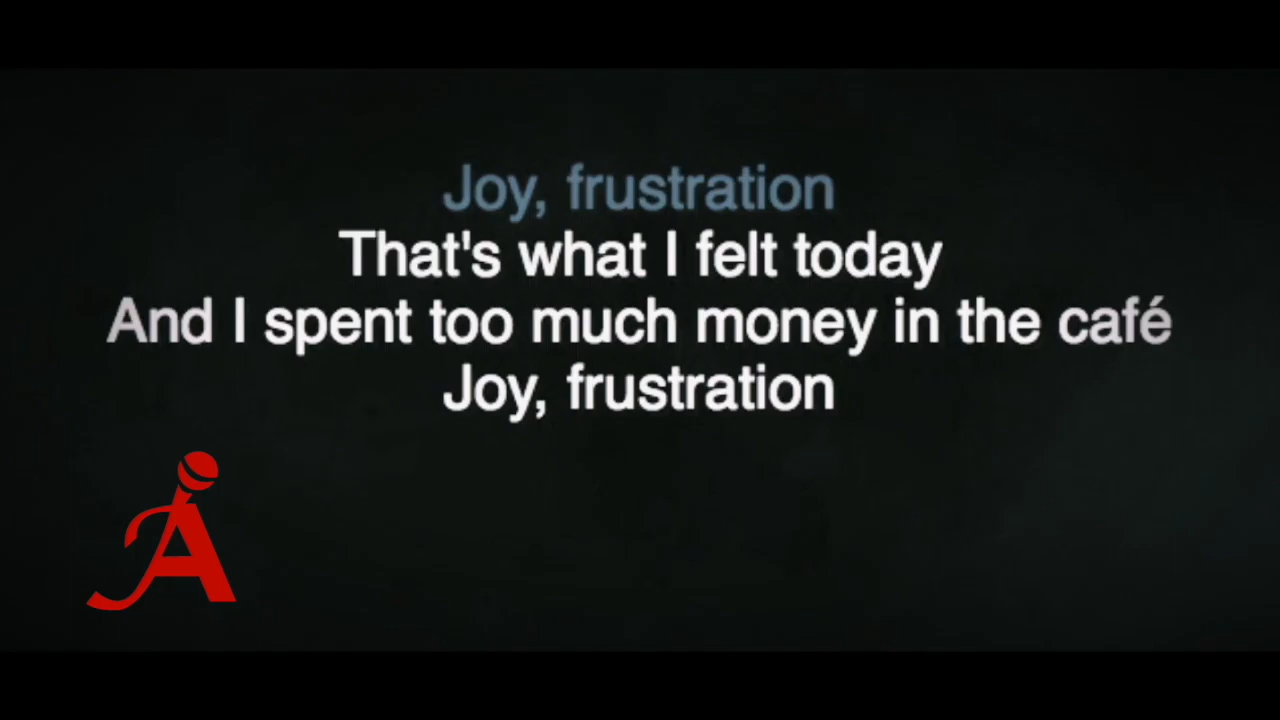 Joy, frustration
That's what I felt today
And I spent too much money in the café
Joy, frustration
A